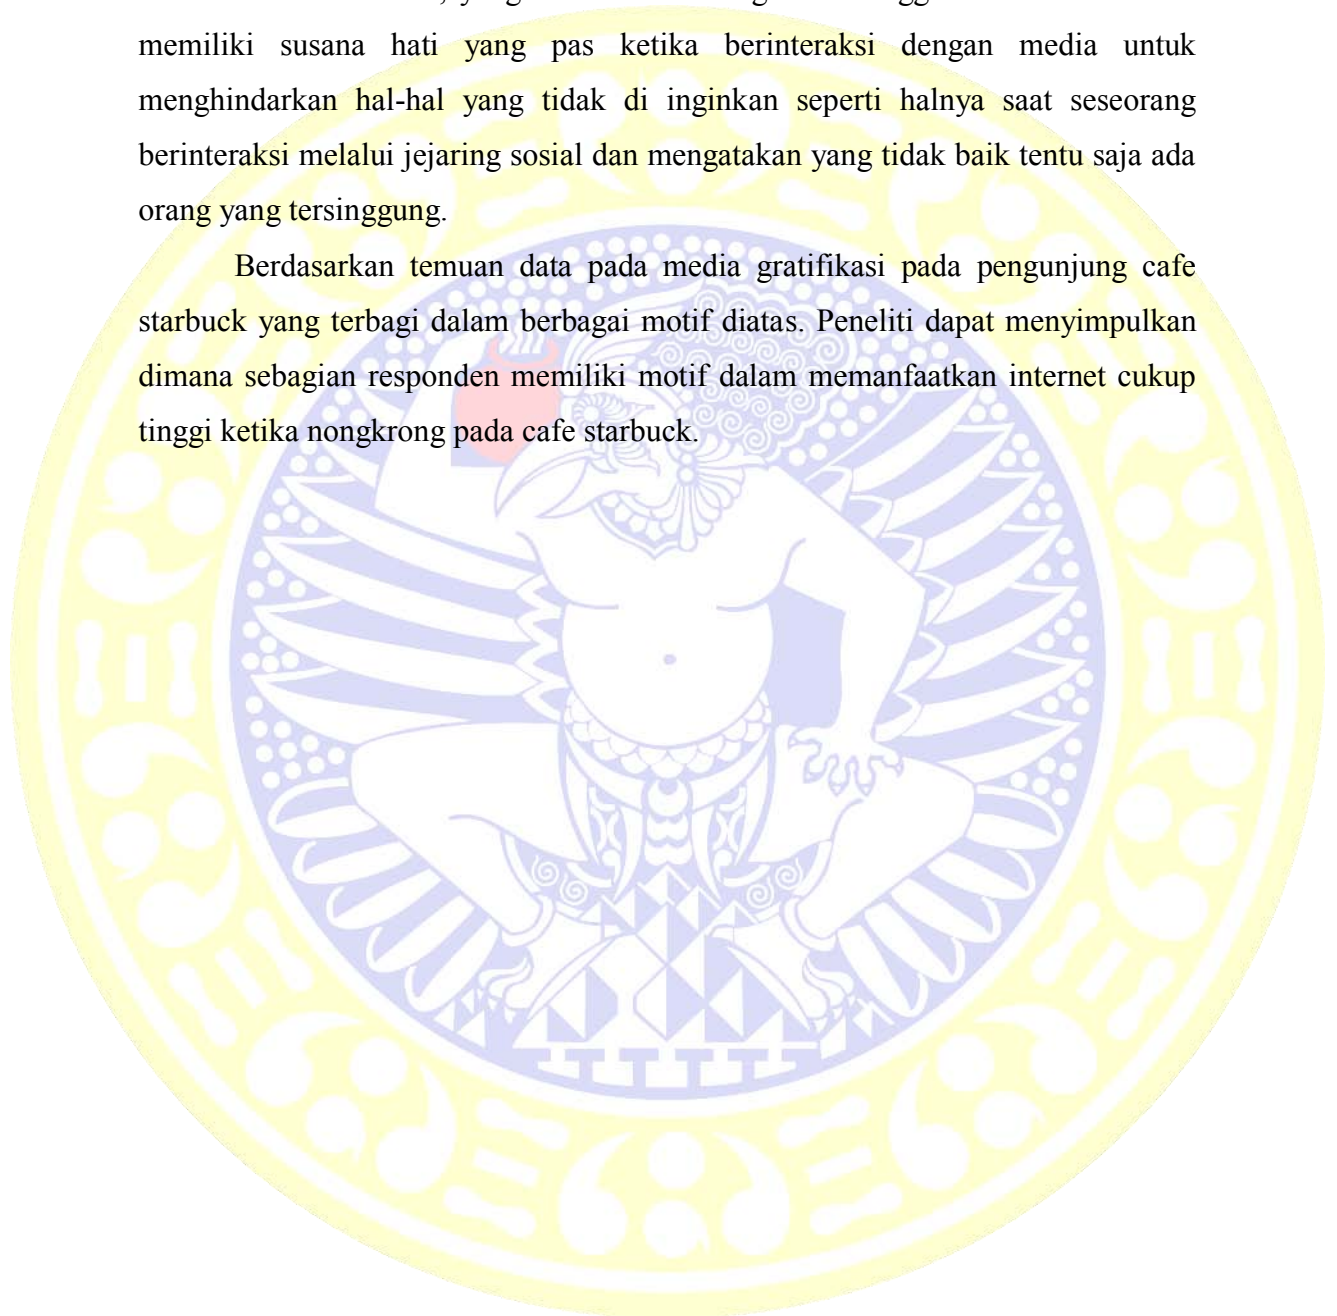 memiliki susana hati yang pas ketika berinteraksi dengan media untuk
menghindarkan hal-hal yang tidak di inginkan seperti halnya saat seseorang
berinteraksi melalui jejaring sosial dan mengatakan yang tidak baik tentu saja ada
orang yang tersinggung.
Berdasarkan temuan data pada media gratifikasi pada pengunjung cafe
starbuck yang terbagi dalam berbagai motif diatas. Peneliti dapat menyimpulkan
dimana sebagian responden memiliki motif dalam memanfaatkan internet cukup
tinggi ketika nongkrong pada cafe starbuck.